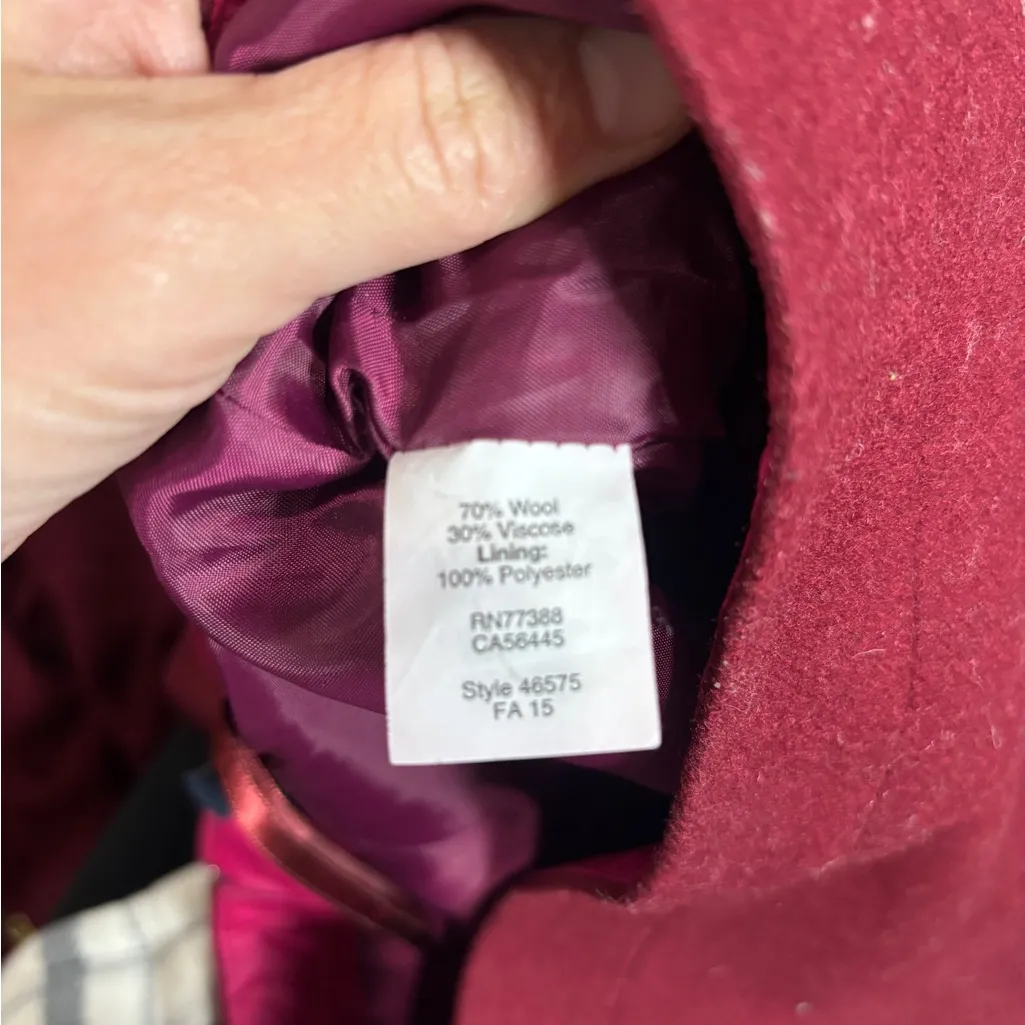 70% Wool
30% Viscose
Lining:
100% Polyester
RN77388
CA56445
Style 46575
FA 15